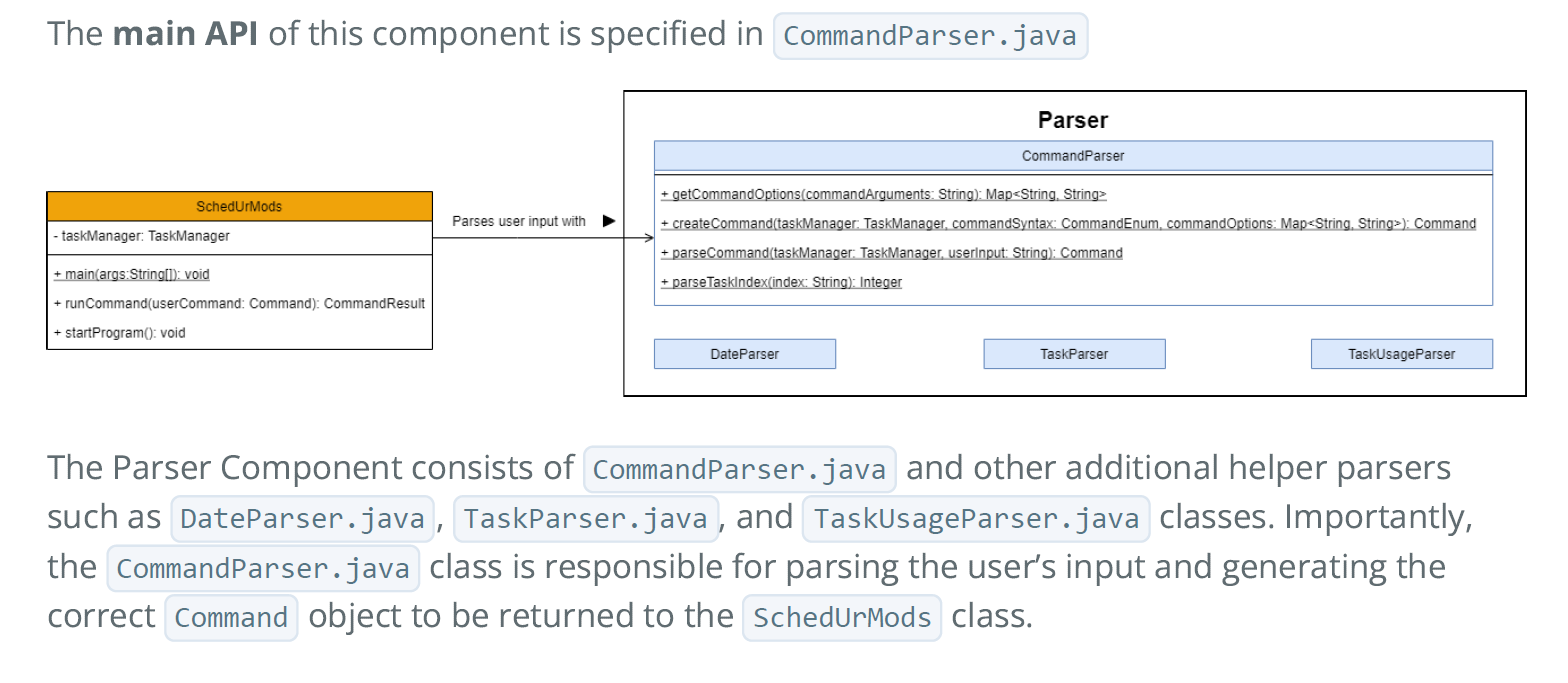 The main API of this component is specified in CommandParser.java
Parser
CommandParser
+ getCommandOptions(commandArguments: String): Map<String, String>
+ createCommand(taskManager: TaskManager, commandSyntax: CommandEnum, commandOptions: Map<String, String>): Command
+ parseCommand(taskManager: TaskManager, userInput: String): Command
+ parseTaskIndex(index: String): Integer
SchedUrMods
- taskManager: TaskManager
+ main(args:String[]): void
+ runCommand(userCommand: Command): CommandResult
+ startProgram(): void
Parses user input with
DateParser
TaskParser
TaskUsageParser
The Parser Component consists of CommandParser.java and other additional helper parsers
such as DateParser.java, TaskParser.java, and TaskUsageParser.java classes. Importantly,
the CommandParser.java class is responsible for parsing the user’s input and generating the
correct Command object to be returned to the SchedUrMods class.